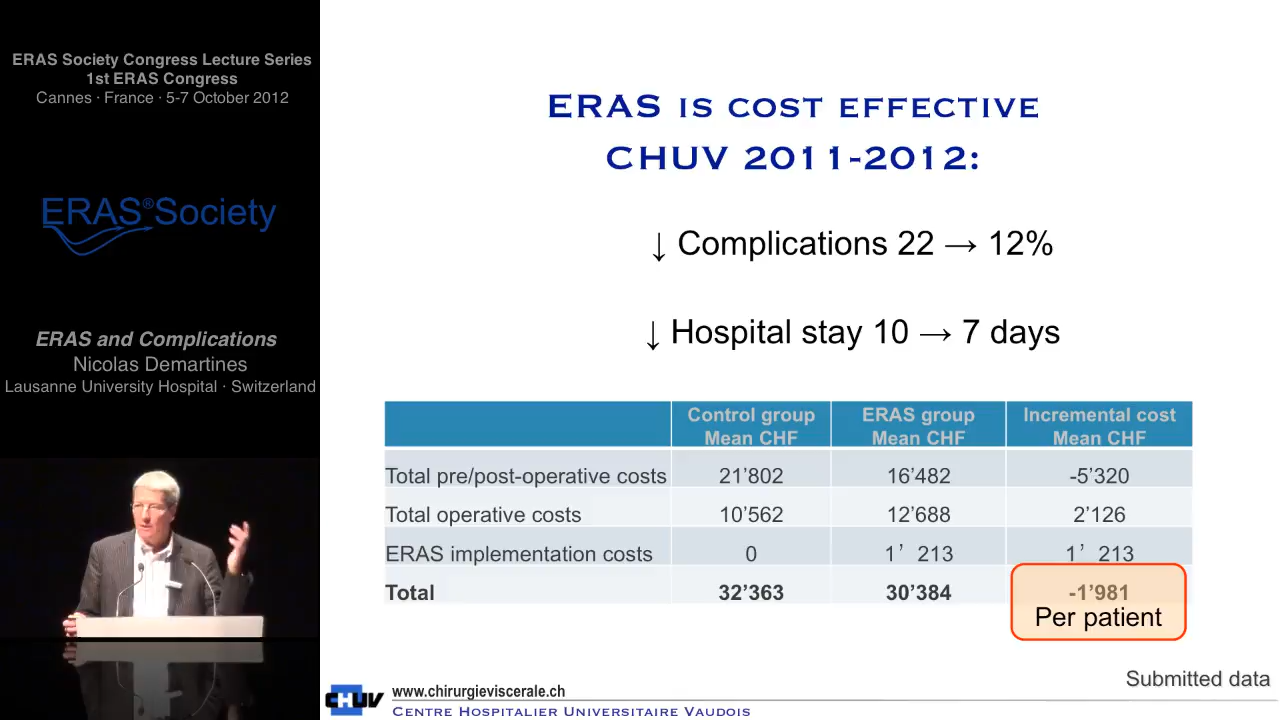 ERAS Society Congress Lecture Series
1st ERAS Congress
Cannes · France · 5-7 October 2012
ERAS®Society
ERAS and Complications
Nicolas Demartines
Lausanne University Hospital · Switzerland
ERAS IS COST EFFECTIVE
CHUV 2011-2012:
↓ Complications 22 → 12%
↓ Hospital stay 10 → 7 days
Control group Mean CHF ERAS group Mean CHF Incremental cost Mean CHF
Total pre/post-operative costs 21’802 16’482 -5’320
Total operative costs 10’562 12’688 2’126
ERAS implementation costs 0 1’ 213 1’ 213
Total 32’363 30’384 -1’981
Per patient
Submitted data
CHUV
www.chirurgieviscerale.ch
CENTRE HOSPITALIER UNIVERSITAIRE VAUDOIS